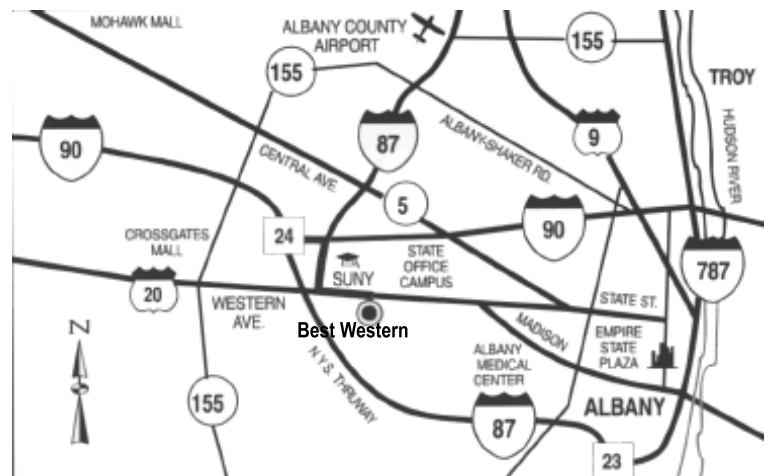 MOHAWK MALL
ALBANY COUNTY
AIRPORT
155
155
TROY
90
87
9
HUDSON RIVER
ALBANY-SHAKER RD.
CENTRAL AVE.
5
CROSSGATES
MALL
24
90
STATE
OFFICE
CAMPUS
787
SUNY
20
WESTERN
AVE.
STATE ST.
Best Western
MADISON
EMPIRE
STATE
PLAZA
N
N.Y.S. THRUWAY
ALBANY
MEDICAL
CENTER
155
87
ALBANY
23